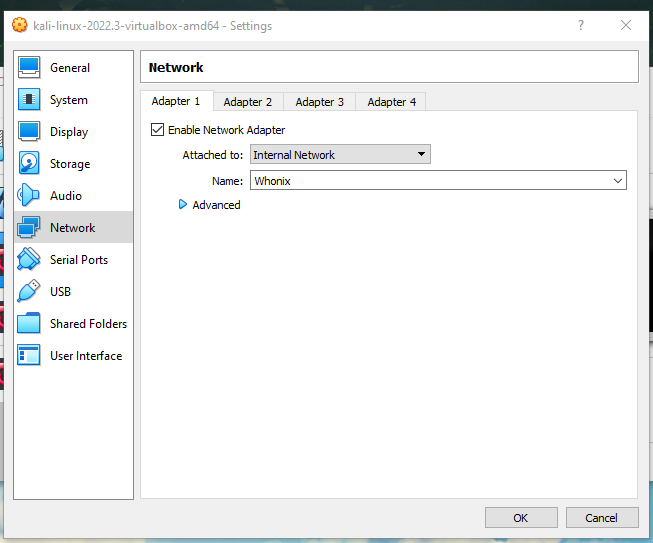 kali-linux-2022.3-virtualbox-amd64 - Settings
?
General
System
Display
Storage
Audio
Network
Serial Ports
USB
Shared Folders
User Interface
Network
Adapter 1 Adapter 2 Adapter 3 Adapter 4
Enable Network Adapter
Attached to: Internal Network
Name: Whonix
Advanced
OK Cancel